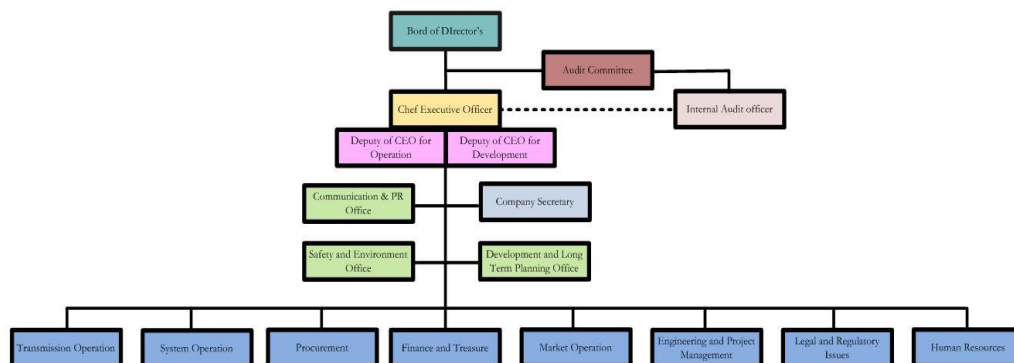 Bord of DIrector's
Audit Committee
Chef Executive Officer
Internal Audit officer
Deputy of CEO for
Operation
Deputy of CEO for
Development
Communication & PR
Office
Company Secretary
Safety and Environment
Office
Development and Long
Term Planning Office
Transmission Operation
System Operation
Procurement
Finance and Treasure
Market Operation
Engineering and Project
Management
Legal and Regulatory
Issues
Human Resources